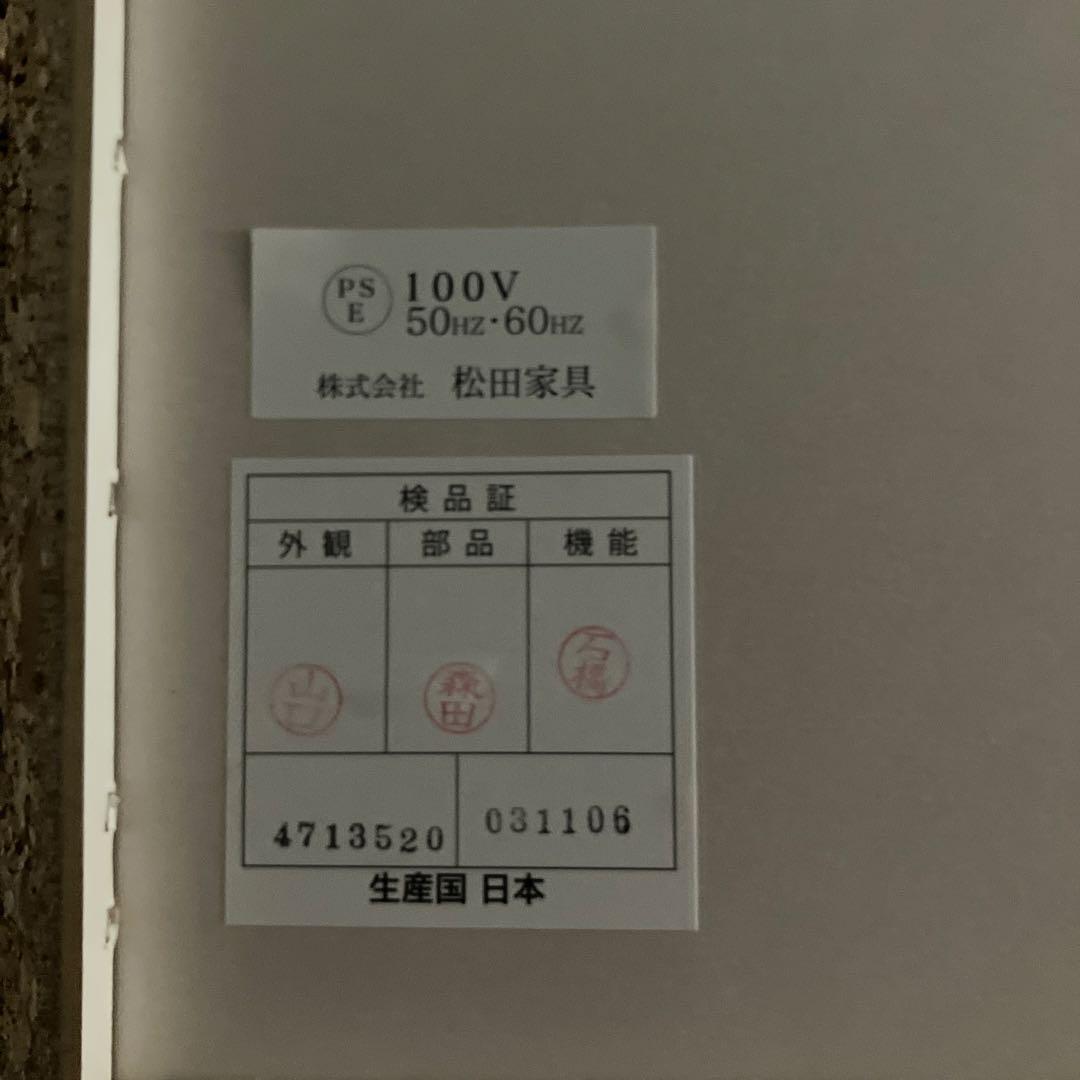 PS
E
100V
50HZ・60HZ
株式会社 松田家具
検品証
外観 部品 機能
山口 森田 石橋
4713520 031106
生産国 日本